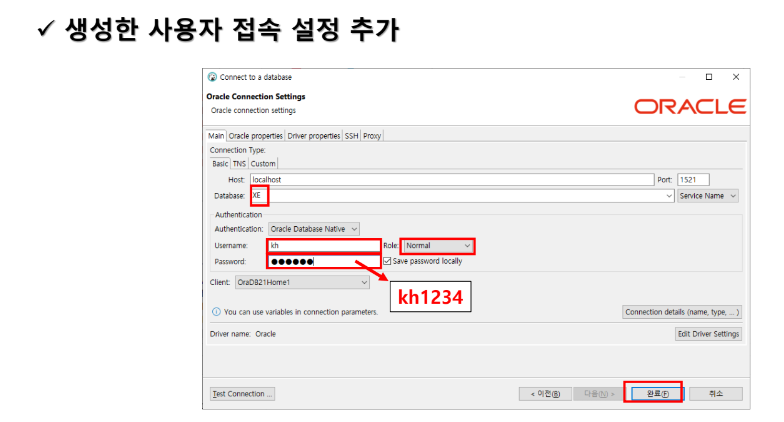 ✓ 생성한 사용자 접속 설정 추가
Connect to a database
Oracle Connection Settings
Oracle connection settings
ORACLE
Main Oracle properties Driver properties SSH Proxy
Connection Type:
Basic TNS Custom
Host: localhost Port: 1521
Database: XE Service Name
Authentication
Authentication: Oracle Database Native
Username: kh Role: Normal
Password: ●●●●●● Save password locally
Client: OraDB21Home1
kh1234
You can use variables in connection parameters. Connection details (name, type, ... )
Driver name: Oracle Edit Driver Settings
Test Connection ... < 이전(B) 다음(N) > 완료(F) 취소